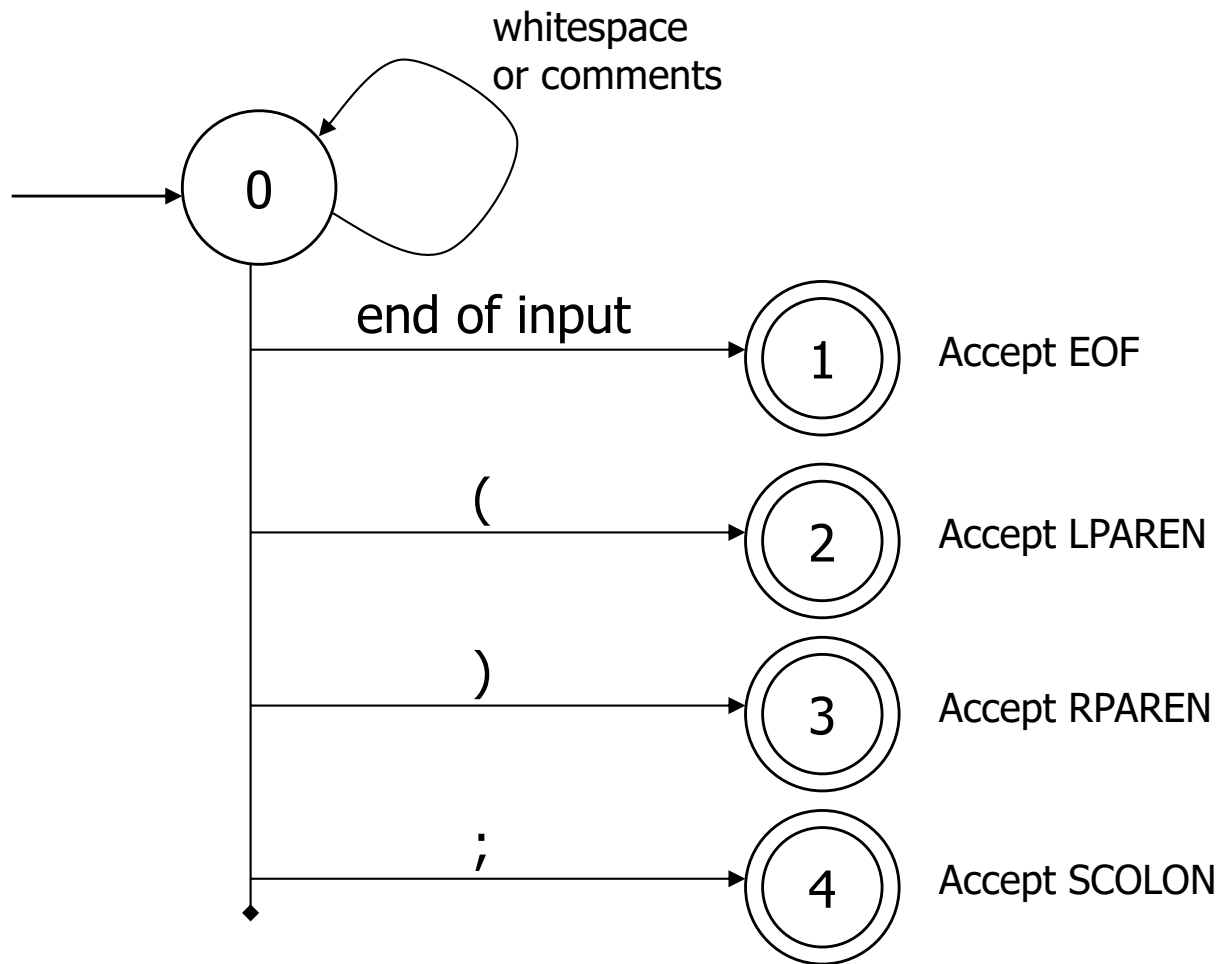 whitespace
or comments
0
end of input
1
Accept EOF
(
2
Accept LPAREN
)
3
Accept RPAREN
;
4
Accept SCOLON